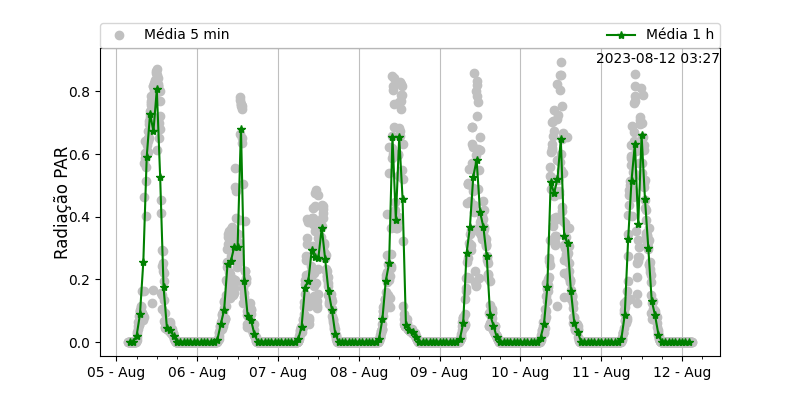 Média 5 min
Média 1 h
2023-08-12 03:27
Radiação PAR
0.8
0.6
0.4
0.2
0.0
05 - Aug
06 - Aug
07 - Aug
08 - Aug
09 - Aug
10 - Aug
11 - Aug
12 - Aug